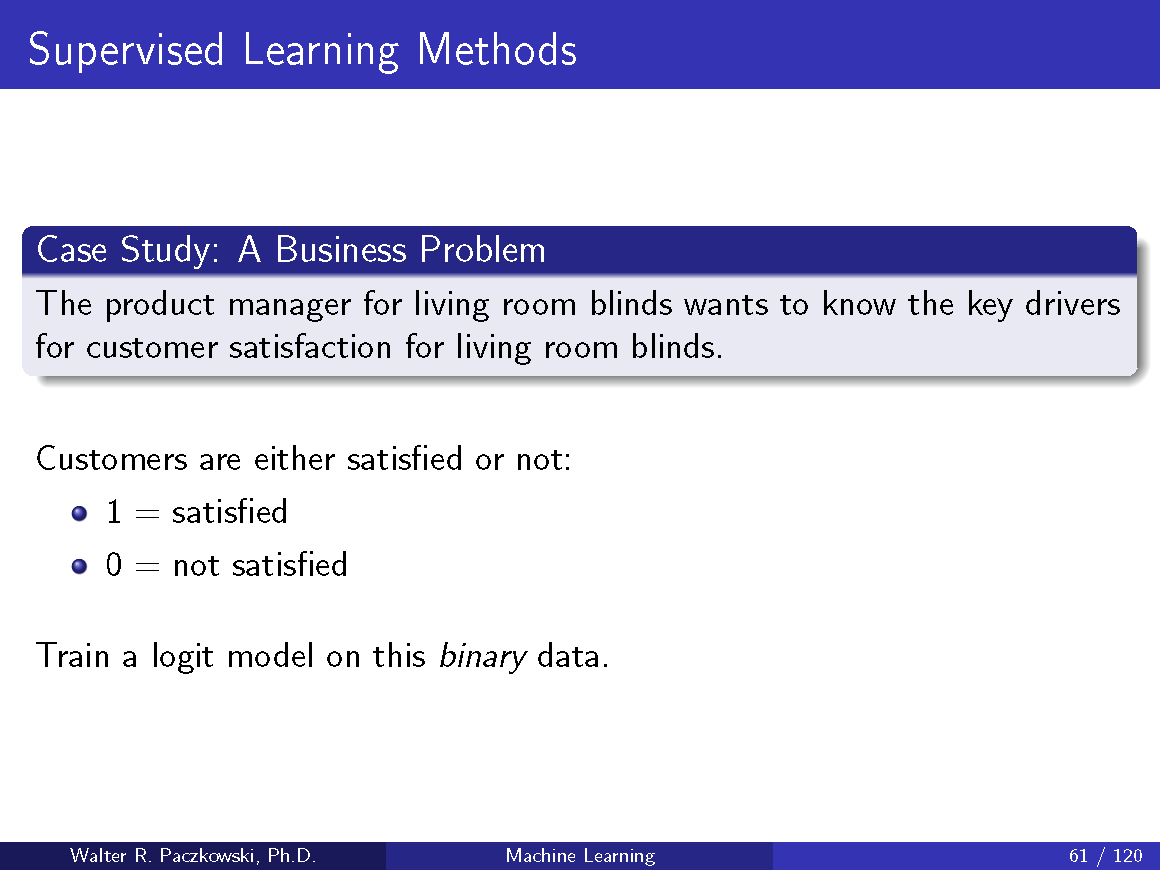 Supervised Learning Methods
Case Study: A Business Problem
The product manager for living room blinds wants to know the key drivers
for customer satisfaction for living room blinds.
Customers are either satisfied or not:
1 = satisfied
0 = not satisfied
Train a logit model on this binary data.
Walter R. Paczkowski, Ph.D.
Machine Learning
61 / 120